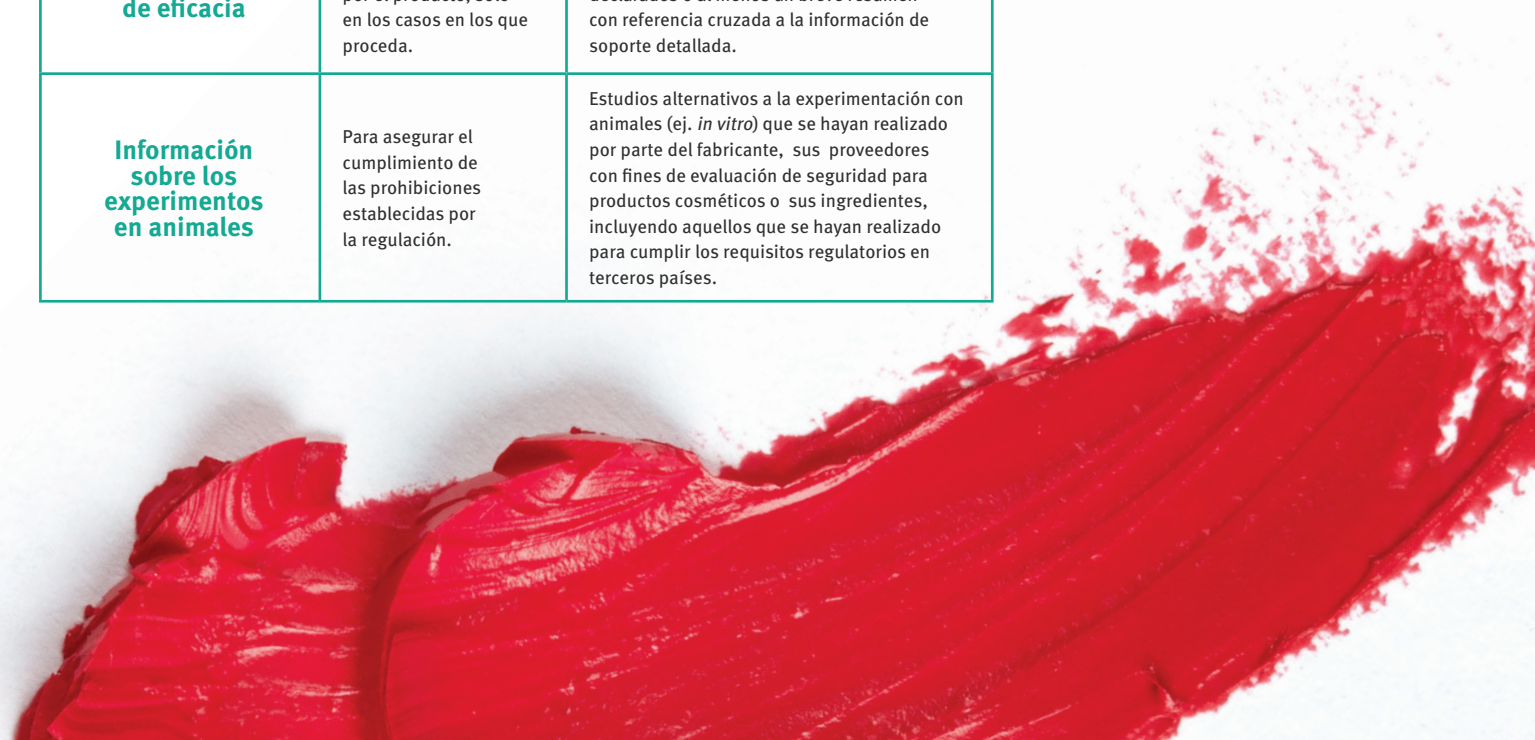 de eficacia
en los casos en los que
proceda.
con referencia cruzada a la información de
soporte detallada.
Información
sobre los
experimentos
en animales
Para asegurar el
cumplimiento de
las prohibiciones
establecidas por
la regulación.
Estudios alternativos a la experimentación con
animales (ej. in vitro) que se hayan realizado
por parte del fabricante, sus proveedores
con fines de evaluación de seguridad para
productos cosméticos o sus ingredientes,
incluyendo aquellos que se hayan realizado
para cumplir los requisitos regulatorios en
terceros países.